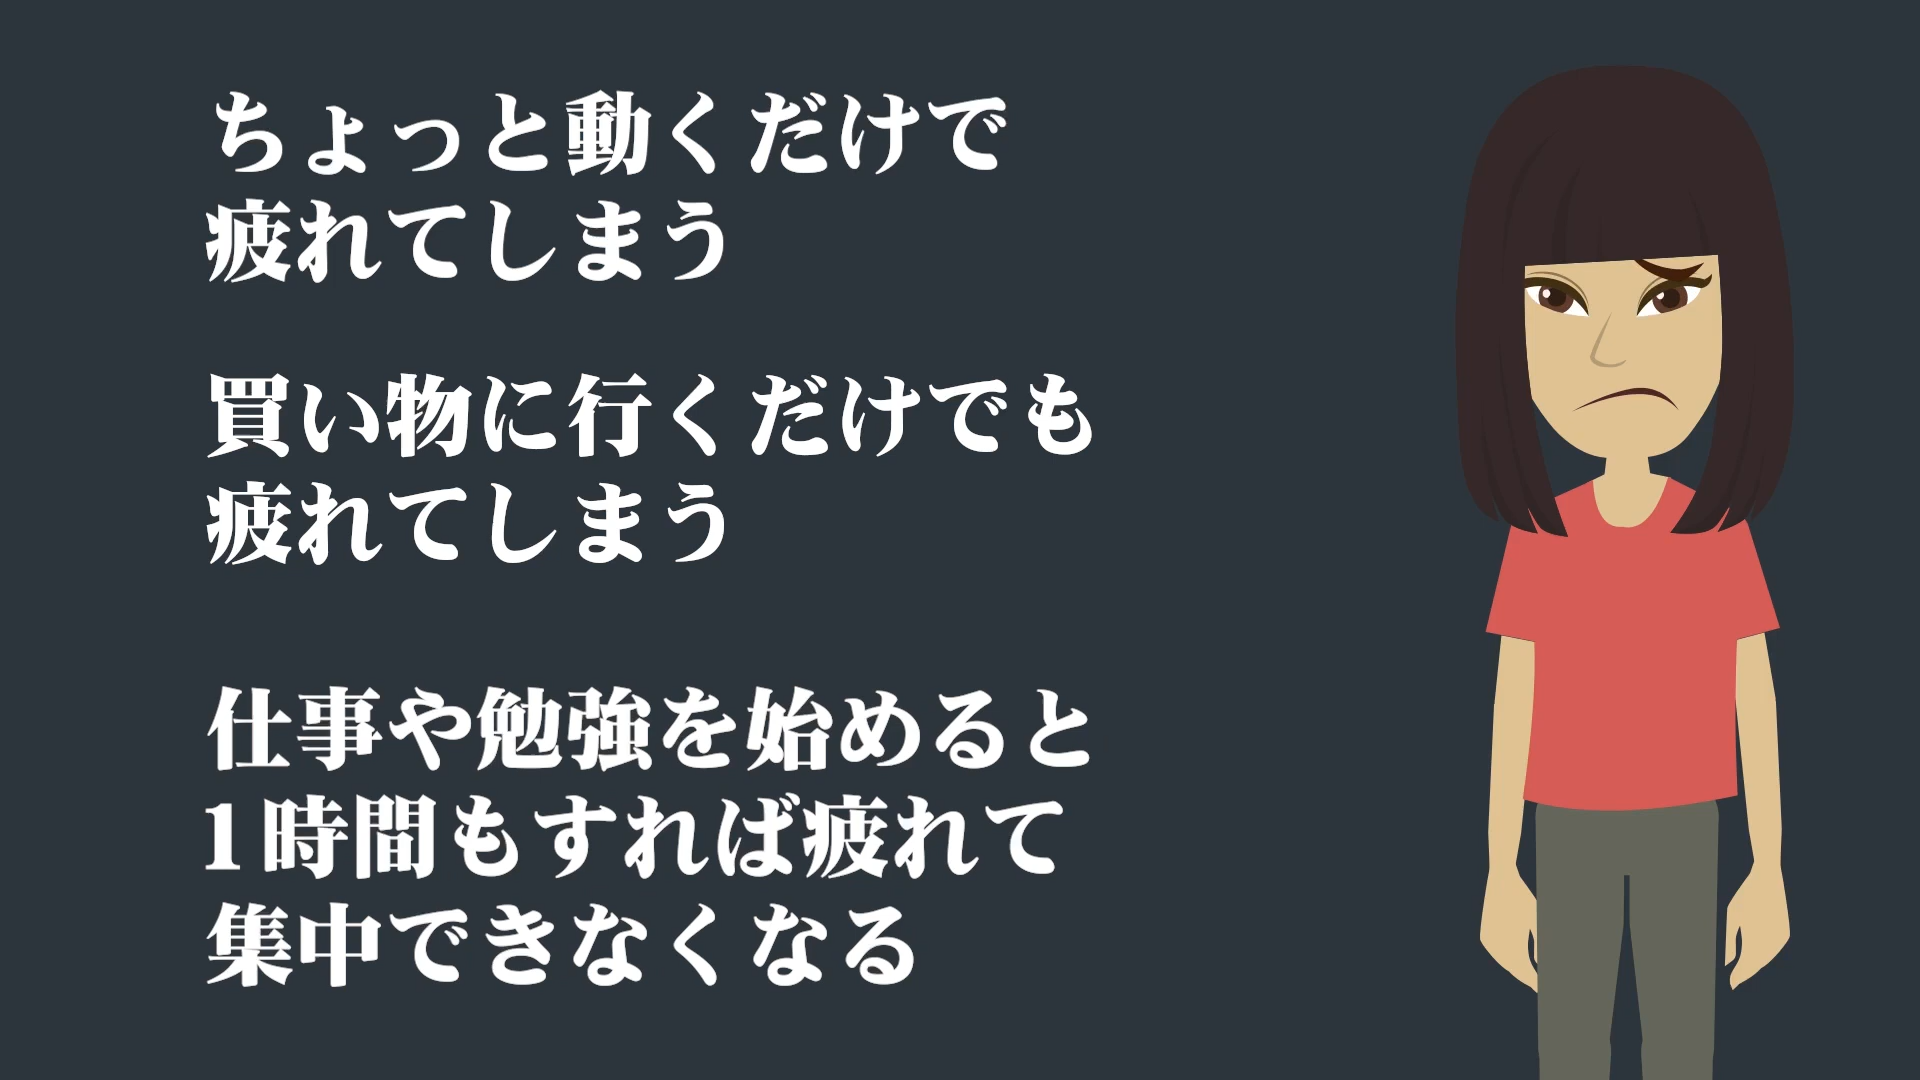 ちょっと動くだけで
疲れてしまう
買い物に行くだけでも
疲れてしまう
仕事や勉強を始めると
1時間もすれば疲れて
集中できなくなる